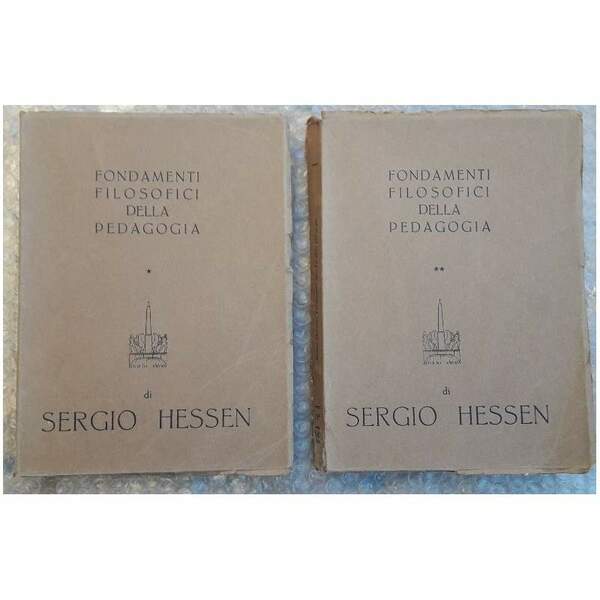 FONDAMENTI
FILOSOFICI
DELLA
PEDAGOGIA
*
di
SERGIO HESSEN
FONDAMENTI
FILOSOFICI
DELLA
PEDAGOGIA
**
di
SERGIO HESSEN